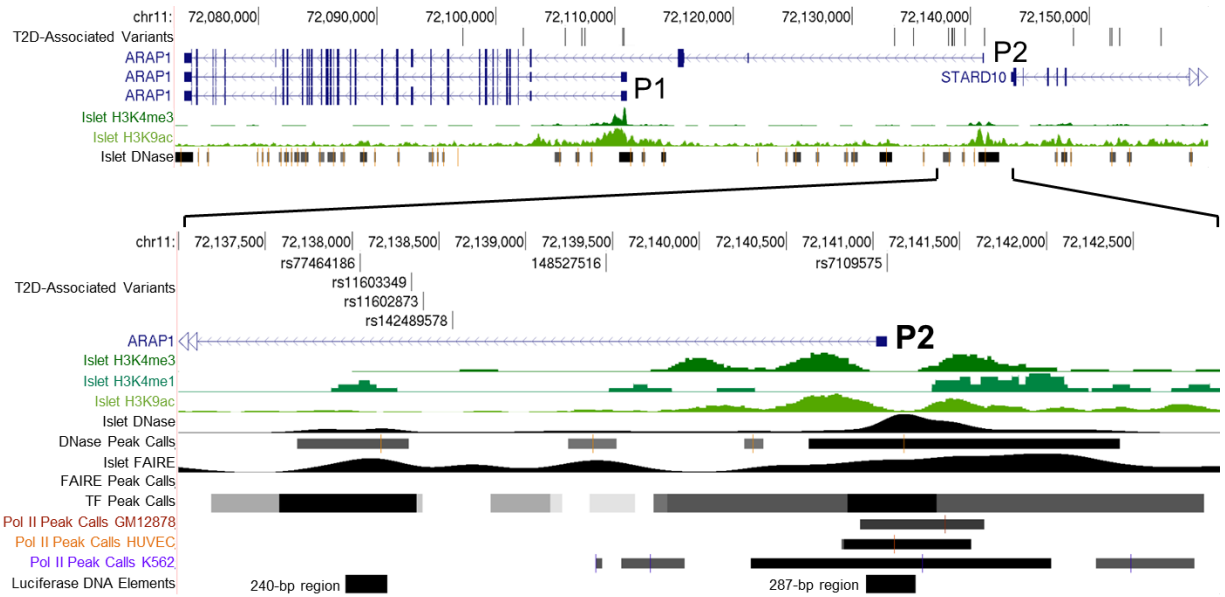 chr11: 72,080,000 72,090,000 72,100,000 72,110,000 72,120,000 72,130,000 72,140,000 72,150,000
T2D-Associated Variants
ARAP1 P2
ARAP1 P1 STARD10
ARAP1
Islet H3K4me3
Islet H3K9ac
Islet DNase
chr11: 72,137,500 72,138,000 72,138,500 72,139,000 72,139,500 72,140,000 72,140,500 72,141,000 72,141,500 72,142,000 72,142,500
rs77464186 148527516 rs7109575
T2D-Associated Variants rs11603349
rs11602873
rs142489578
ARAP1 P2
Islet H3K4me3
Islet H3K4me1
Islet H3K9ac
Islet DNase
DNase Peak Calls
Islet FAIRE
FAIRE Peak Calls
TF Peak Calls
Pol II Peak Calls GM12878
Pol II Peak Calls HUVEC
Pol II Peak Calls K562
Luciferase DNA Elements 240-bp region 287-bp region